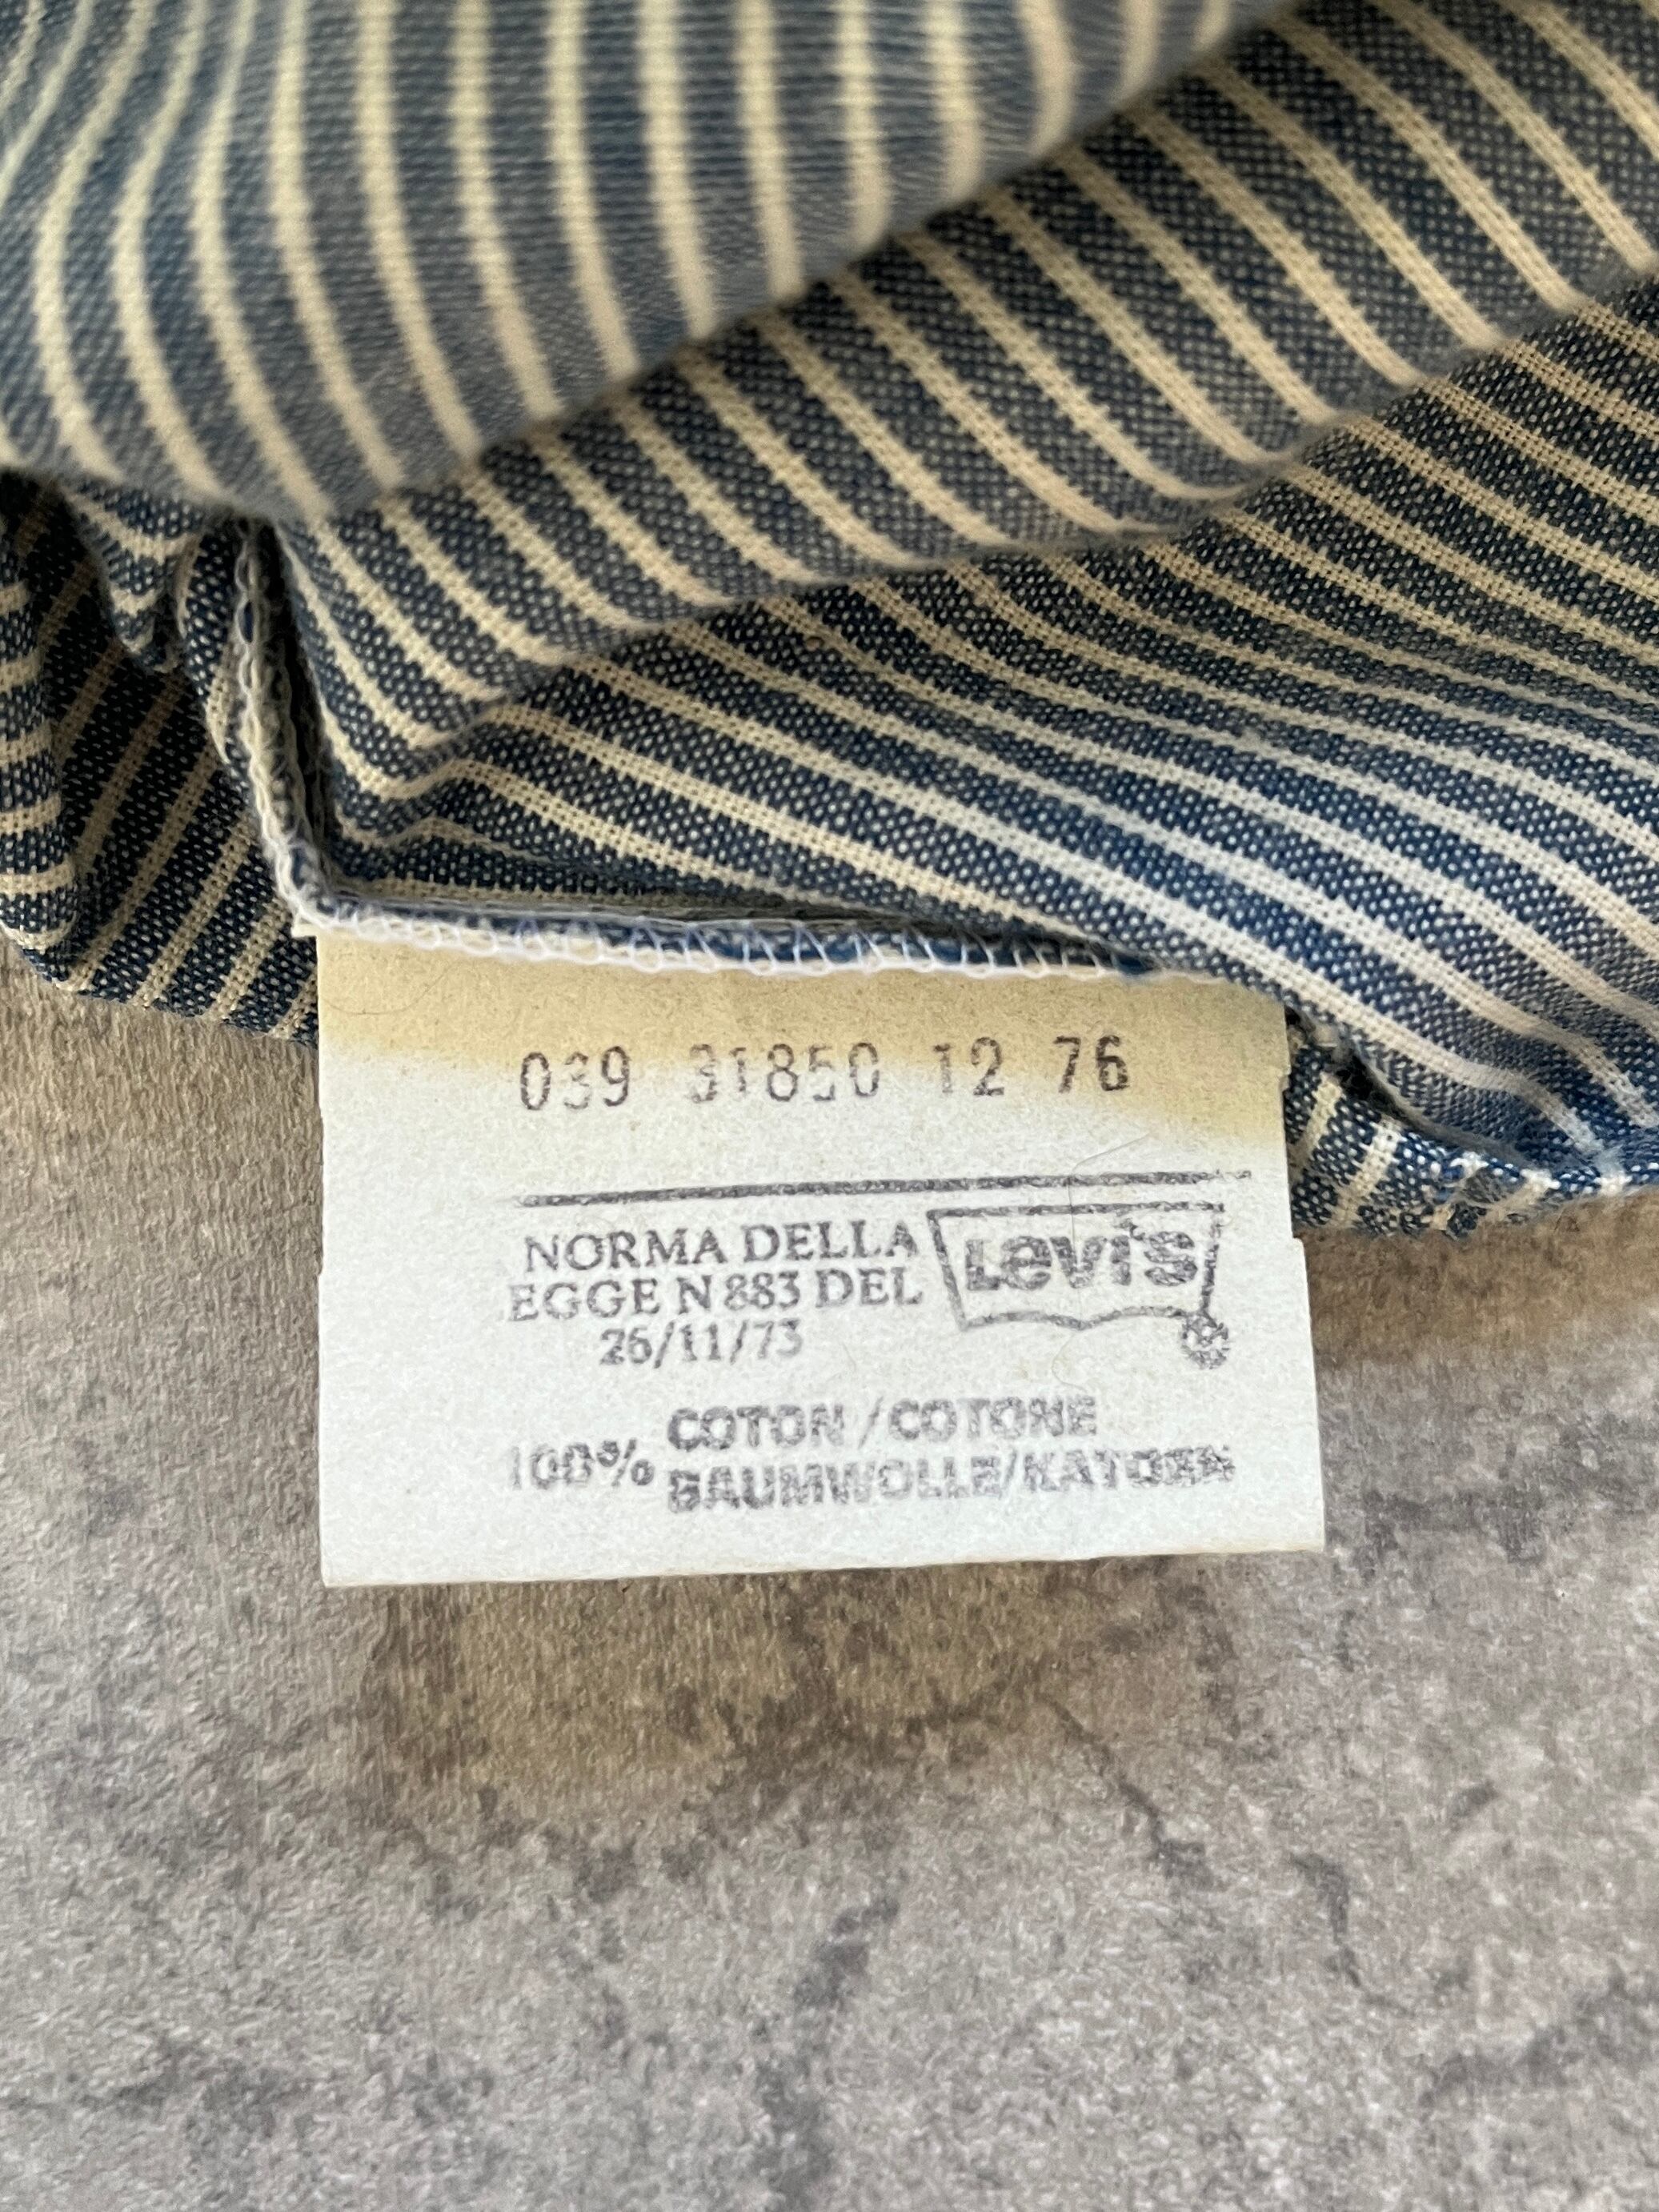 039 31850 12 76
NORMA DELLA
EGGE N 883 DEL
26/11/73
Levi's
100% COTON/COTONE
BAUMWOLLE/KATOEN